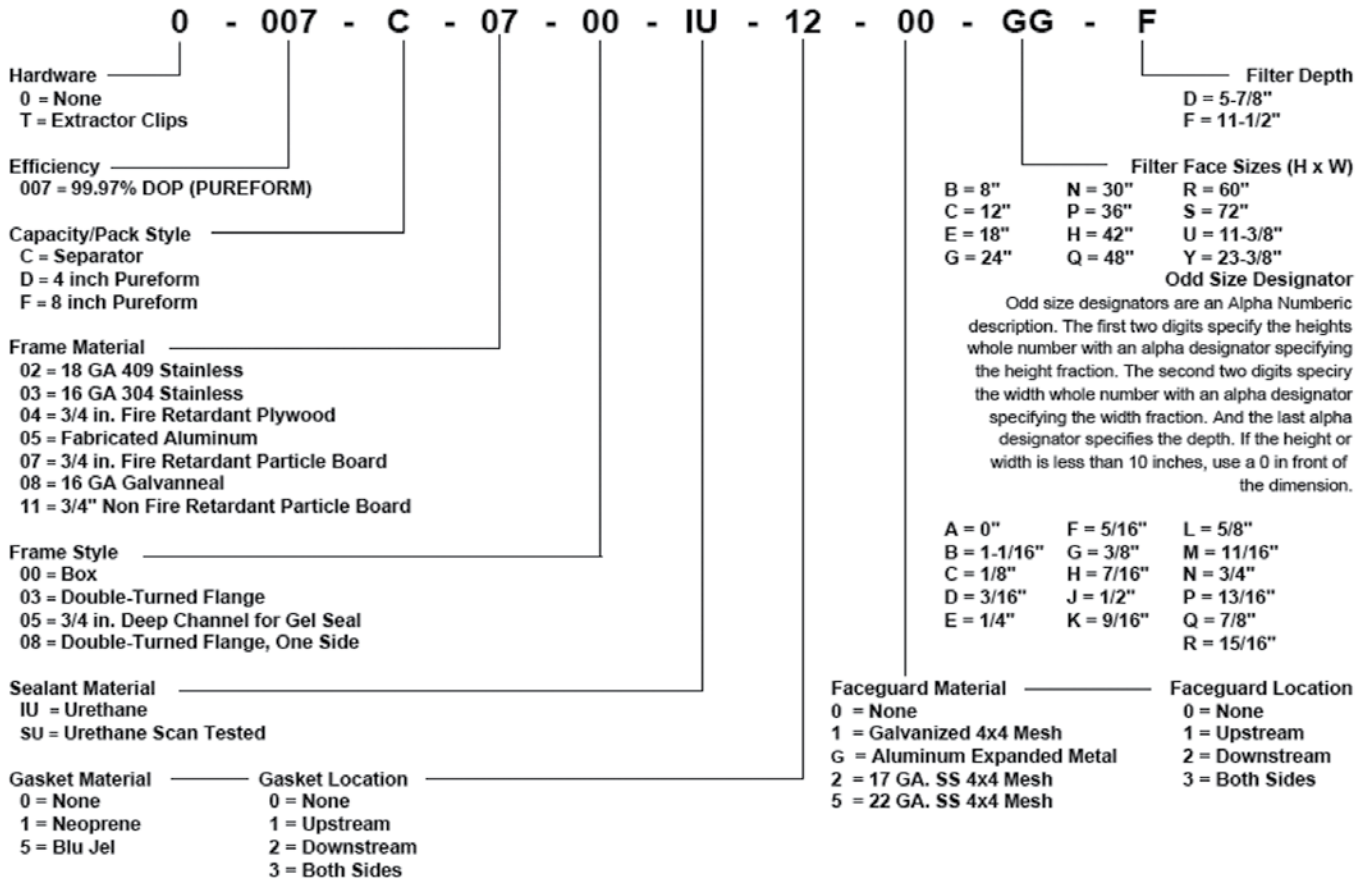 0 - 007 - C - 07 - 00 - IU - 12 - 00 - GG - F
Hardware
0 = None
T = Extractor Clips
Efficiency
007 = 99.97% DOP (PUREFORM)
Capacity/Pack Style
C = Separator
D = 4 inch Pureform
F = 8 inch Pureform
Frame Material
02 = 18 GA 409 Stainless
03 = 16 GA 304 Stainless
04 = 3/4 in. Fire Retardant Plywood
05 = Fabricated Aluminum
07 = 3/4 in. Fire Retardant Particle Board
08 = 16 GA Galvanneal
11 = 3/4" Non Fire Retardant Particle Board
Frame Style
00 = Box
03 = Double-Turned Flange
05 = 3/4 in. Deep Channel for Gel Seal
08 = Double-Turned Flange, One Side
Sealant Material
IU = Urethane
SU = Urethane Scan Tested
Gasket Material
0 = None
1 = Neoprene
5 = Blu Jel
Gasket Location
0 = None
1 = Upstream
2 = Downstream
3 = Both Sides
Filter Depth
D = 5-7/8"
F = 11-1/2"
Filter Face Sizes (H x W)
B = 8" N = 30" R = 60"
C = 12" P = 36" S = 72"
E = 18" H = 42" U = 11-3/8"
G = 24" Q = 48" Y = 23-3/8"
Odd Size Designator
Odd size designators are an Alpha Numberic
description. The first two digits specify the heights
whole number with an alpha designator specifying
the height fraction. The second two digits speciry
the width whole number with an alpha designator
specifying the width fraction. And the last alpha
designator specifies the depth. If the height or
width is less than 10 inches, use a 0 in front of
the dimension.
A = 0" F = 5/16" L = 5/8"
B = 1-1/16" G = 3/8" M = 11/16"
C = 1/8" H = 7/16" N = 3/4"
D = 3/16" J = 1/2" P = 13/16"
E = 1/4" K = 9/16" Q = 7/8"
R = 15/16"
Faceguard Material
0 = None
1 = Galvanized 4x4 Mesh
G = Aluminum Expanded Metal
2 = 17 GA. SS 4x4 Mesh
5 = 22 GA. SS 4x4 Mesh
Faceguard Location
0 = None
1 = Upstream
2 = Downstream
3 = Both Sides